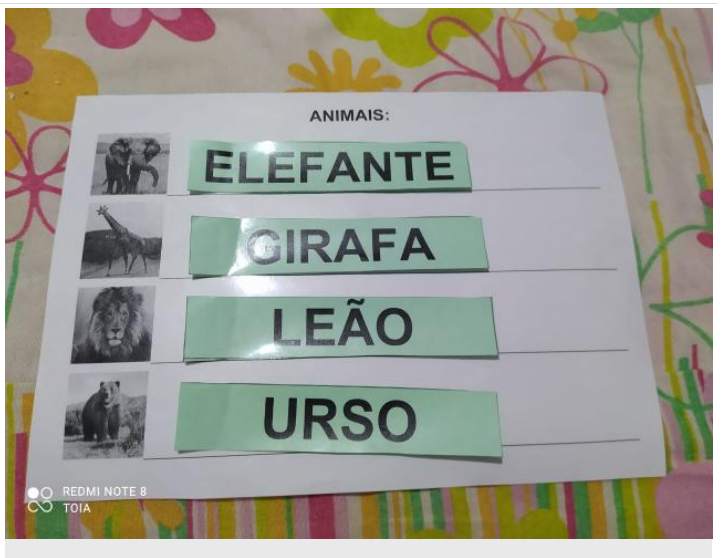 ANIMAIS:
ELEFANTE
GIRAFA
LEÃO
URSO
REDMI NOTE 8
TOIA